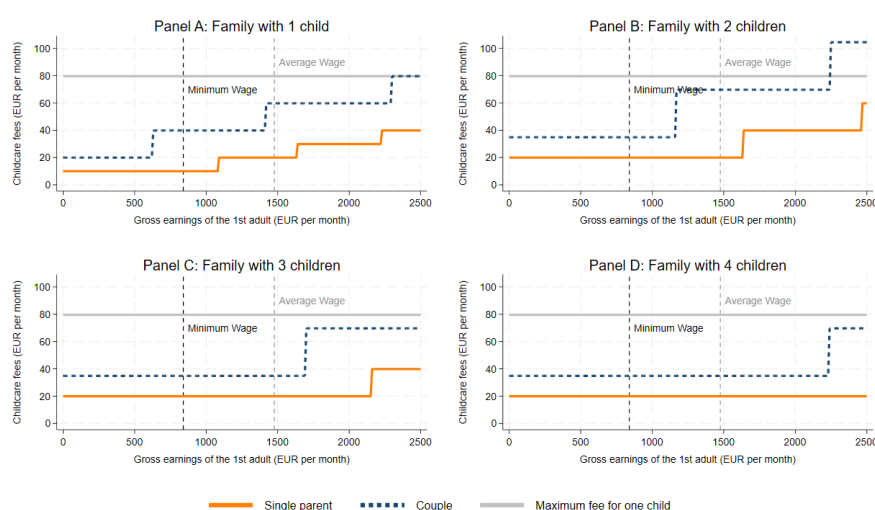 Panel A: Family with 1 child
Childcare fees (EUR per month)
100
80
60
40
20
0
Average Wage
Minimum Wage
0 500 1000 1500 2000 2500
Gross earnings of the 1st adult (EUR per month)
Panel B: Family with 2 children
Childcare fees (EUR per month)
100
80
60
40
20
0
Average Wage
Minimum Wage
0 500 1000 1500 2000 2500
Gross earnings of the 1st adult (EUR per month)
Panel C: Family with 3 children
Childcare fees (EUR per month)
100
80
60
40
20
0
Average Wage
Minimum Wage
0 500 1000 1500 2000 2500
Gross earnings of the 1st adult (EUR per month)
Panel D: Family with 4 children
Childcare fees (EUR per month)
100
80
60
40
20
0
Average Wage
Minimum Wage
0 500 1000 1500 2000 2500
Gross earnings of the 1st adult (EUR per month)
Single parent Couple Maximum fee for one child